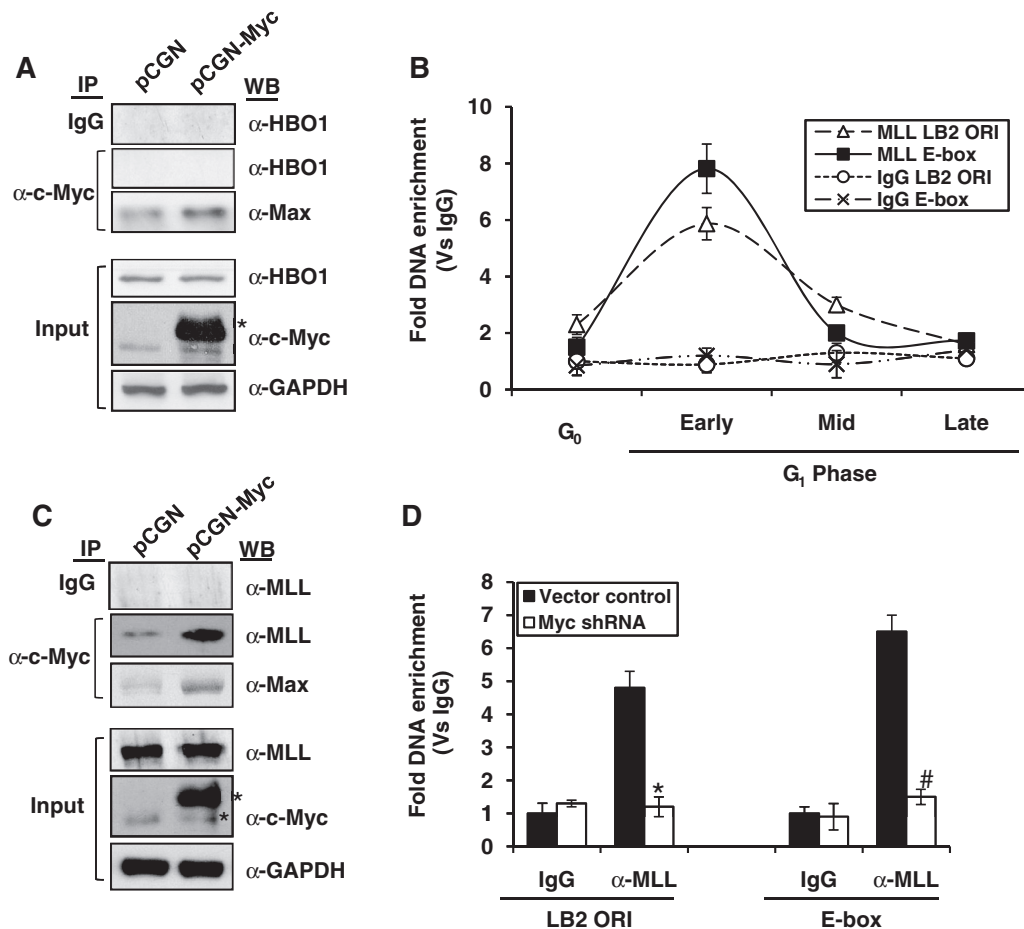 A
IP
pCGN
pCGN-Myc
WB
IgG
α-HBO1
α-c-Myc
α-HBO1
α-Max
Input
α-HBO1
*
α-c-Myc
α-GAPDH
B
Fold DNA enrichment
(Vs IgG)
10
8
6
4
2
0
MLL LB2 ORI
MLL E-box
IgG LB2 ORI
IgG E-box
G₀
Early
Mid
Late
G₁ Phase
C
IP
pCGN
pCGN-Myc
WB
IgG
α-MLL
α-c-Myc
α-MLL
α-Max
Input
α-MLL
*
*
α-c-Myc
α-GAPDH
D
Fold DNA enrichment
(Vs IgG)
8
7
6
5
4
3
2
1
0
Vector control
Myc shRNA
*
#
IgG
α-MLL
IgG
α-MLL
LB2 ORI
E-box